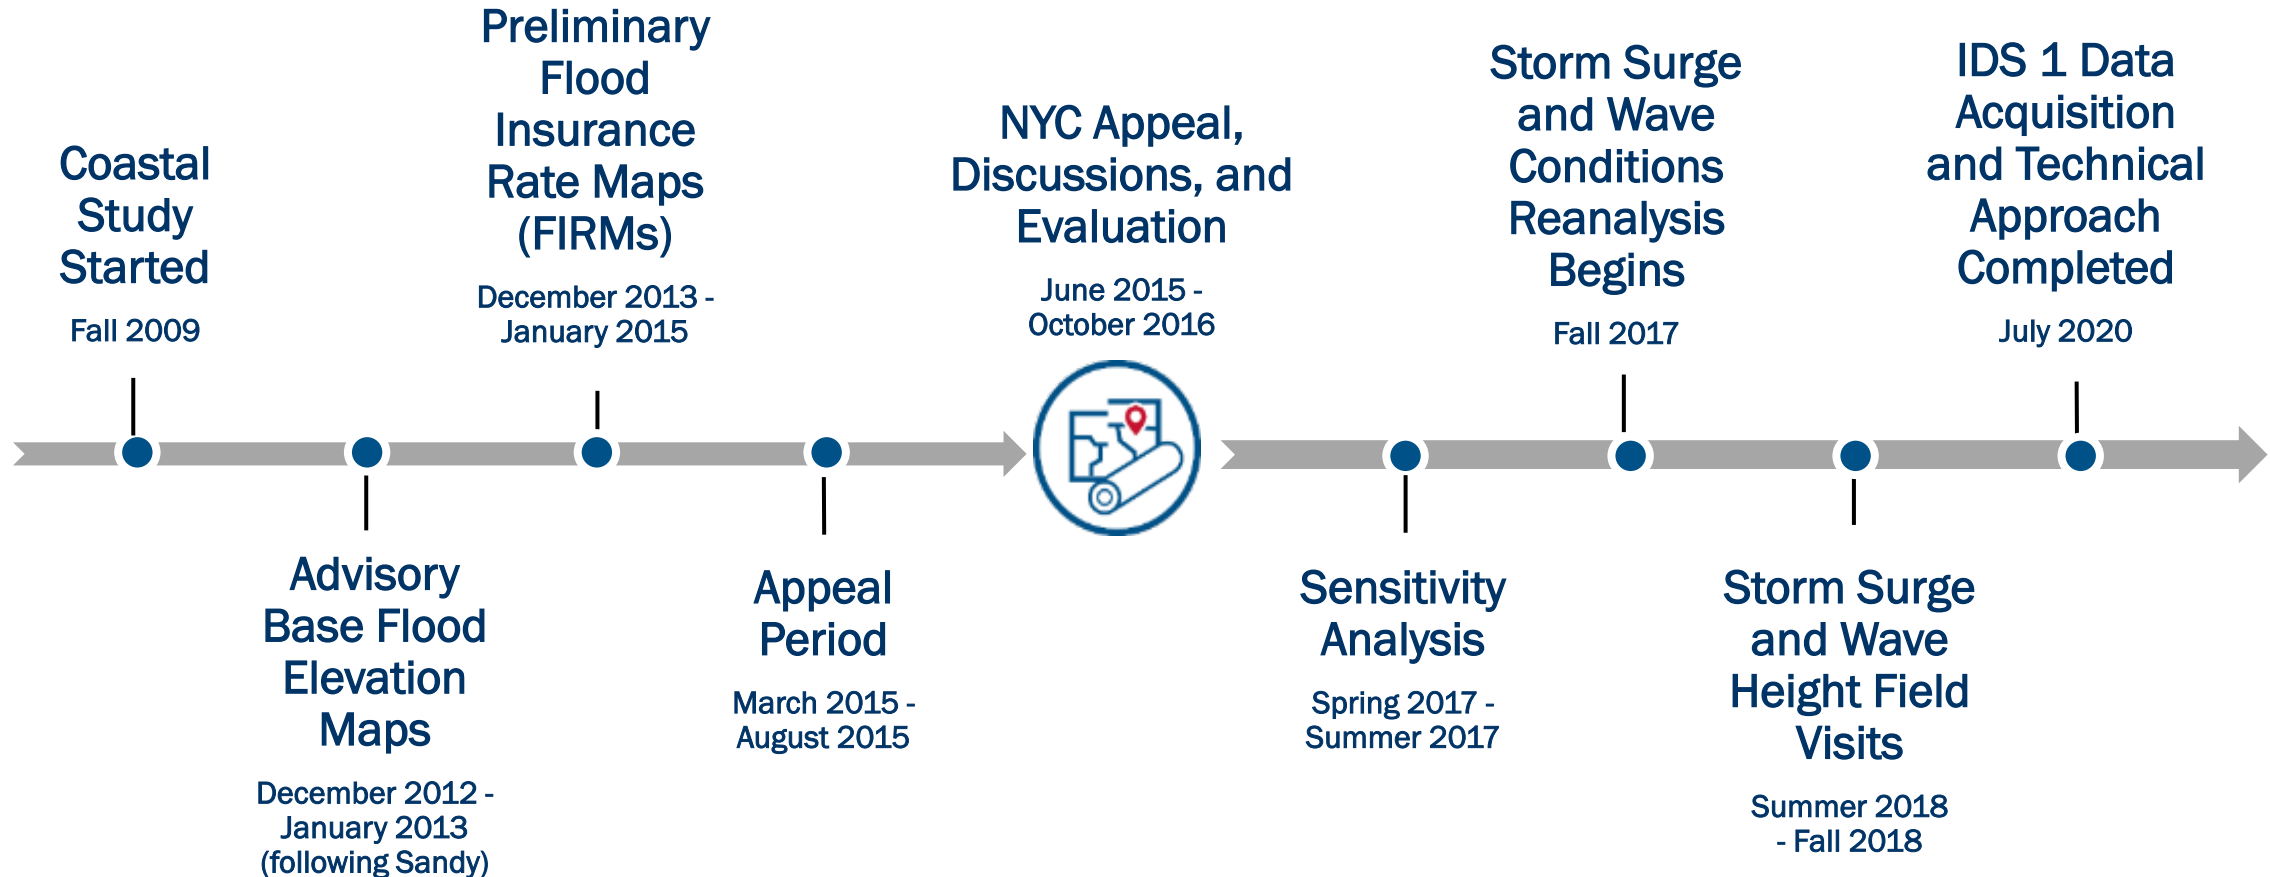 Coastal
Study
Started
Fall 2009
Advisory
Base Flood
Elevation
Maps
December 2012 -
January 2013
(following Sandy)
Preliminary
Flood
Insurance
Rate Maps
(FIRMs)
December 2013 -
January 2015
Appeal
Period
March 2015 -
August 2015
NYC Appeal,
Discussions, and
Evaluation
June 2015 -
October 2016
Sensitivity
Analysis
Spring 2017 -
Summer 2017
Storm Surge
and Wave
Conditions
Reanalysis
Begins
Fall 2017
Storm Surge
and Wave
Height Field
Visits
Summer 2018
- Fall 2018
IDS 1 Data
Acquisition
and Technical
Approach
Completed
July 2020